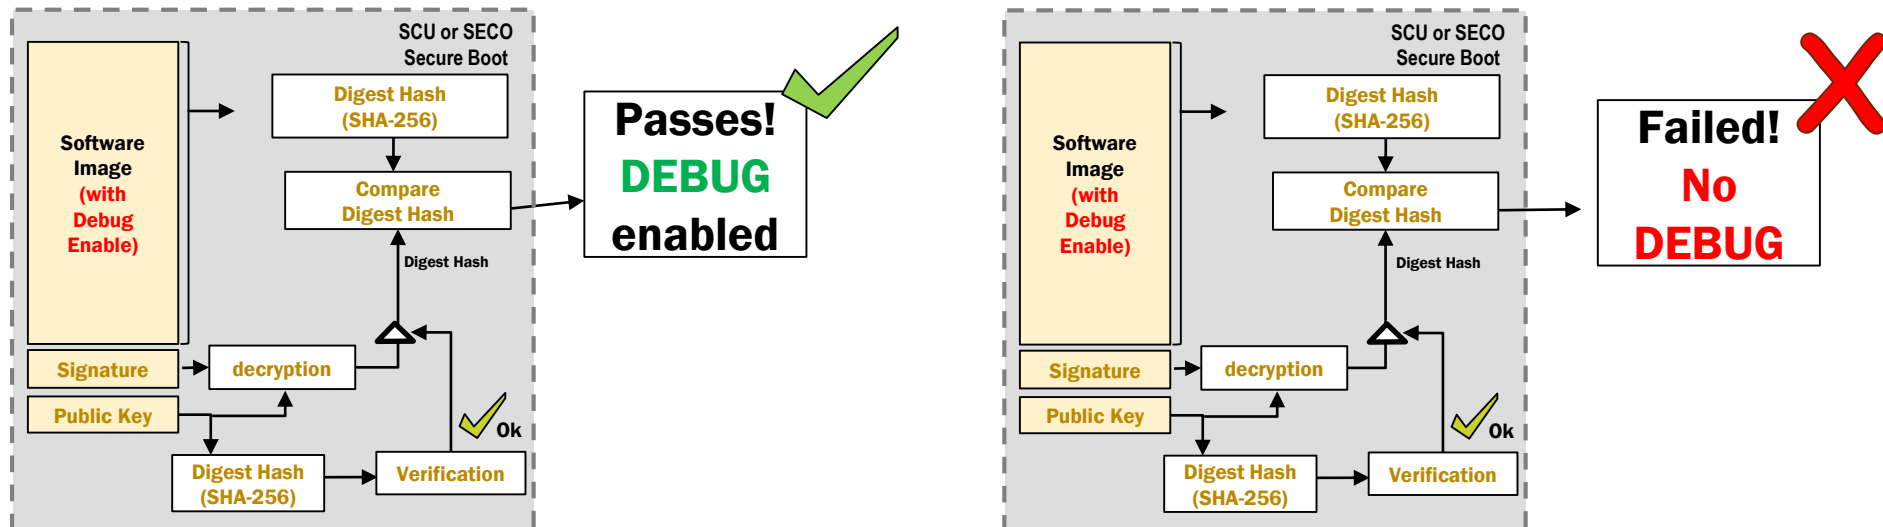 SCU or SECO
Secure Boot
Software
Image
(with
Debug
Enable)
Digest Hash
(SHA-256)
Compare
Digest Hash
Digest Hash
Signature
decryption
Public Key
Ok
Digest Hash
(SHA-256)
Verification
Passes!
DEBUG
enabled
SCU or SECO
Secure Boot
Software
Image
(with
Debug
Enable)
Digest Hash
(SHA-256)
Compare
Digest Hash
Digest Hash
Signature
decryption
Public Key
Ok
Digest Hash
(SHA-256)
Verification
Failed!
No
DEBUG